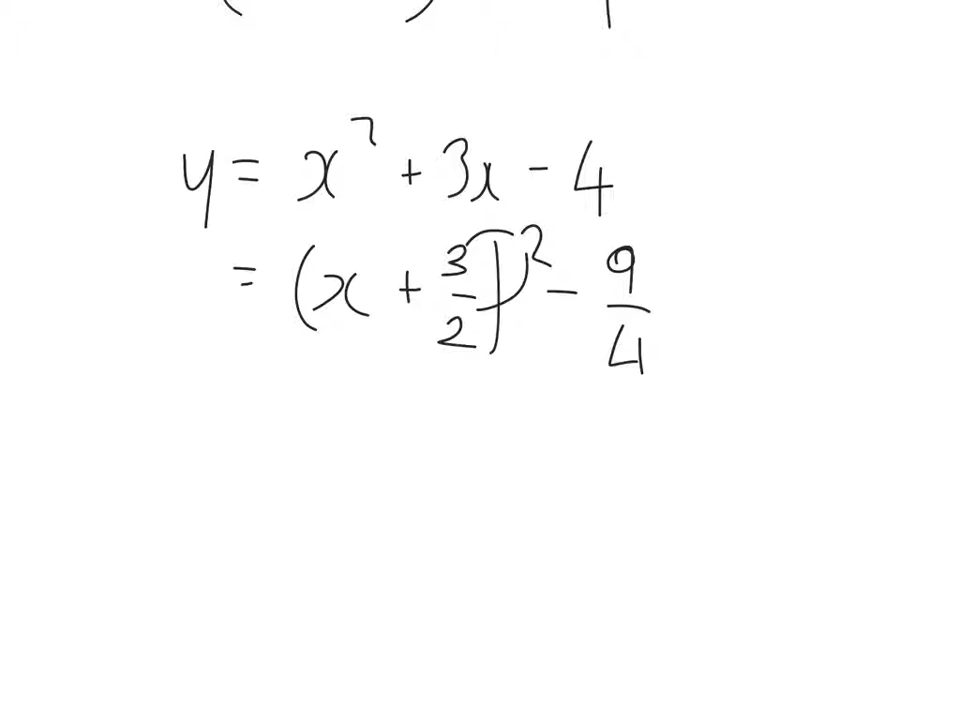 y = x² + 3x - 4
= (x + 3/2)² - 9/4